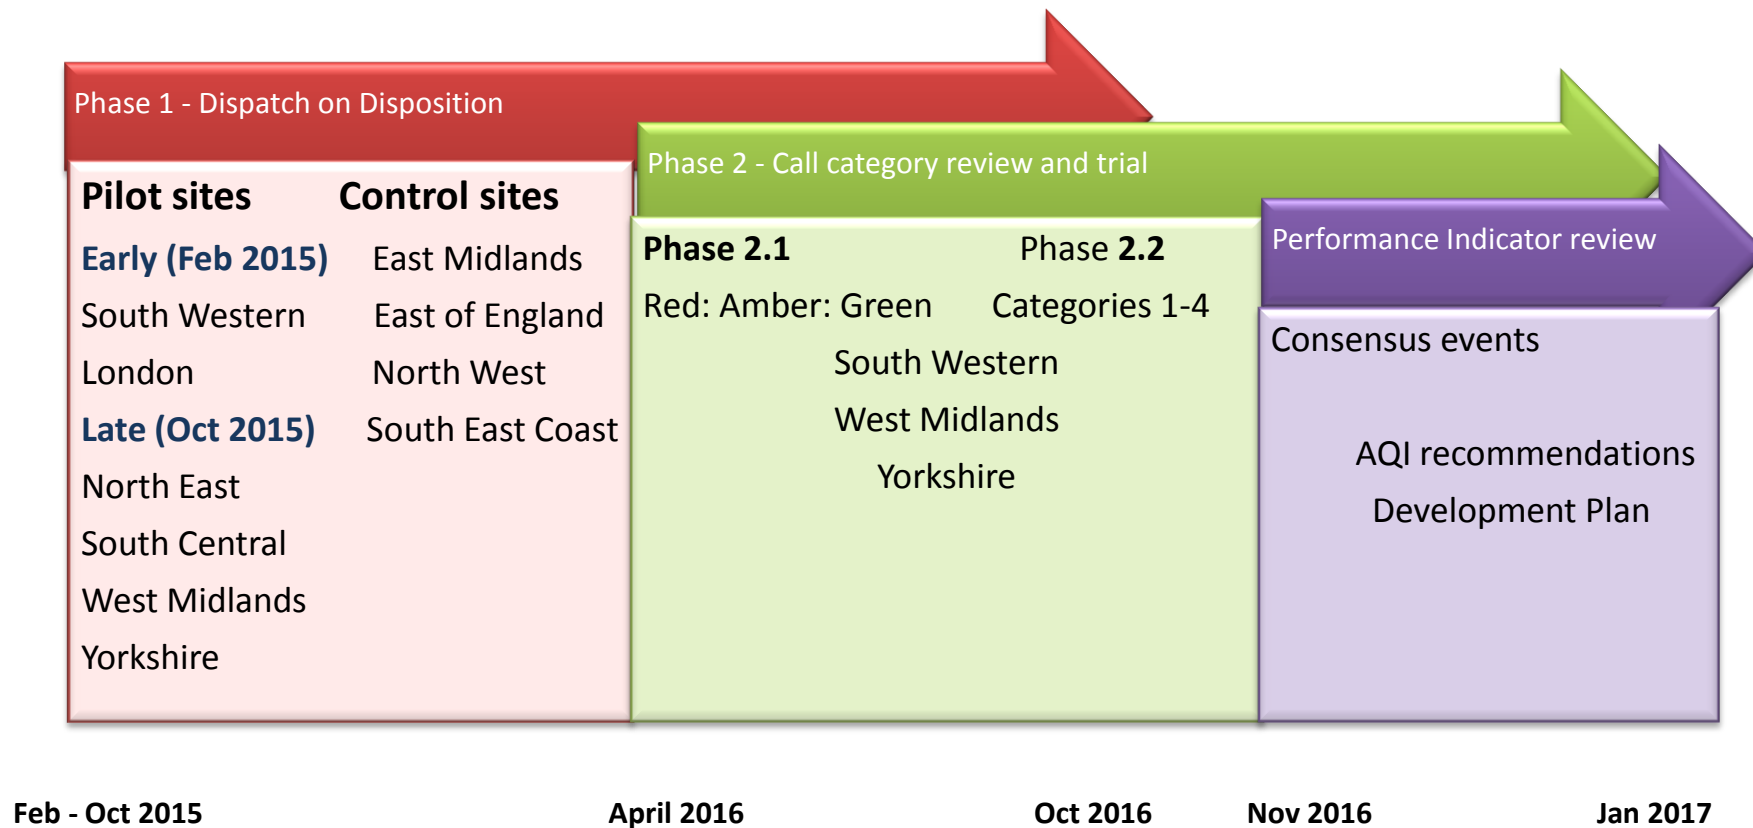 Phase 1 - Dispatch on Disposition
Pilot sites Control sites
Early (Feb 2015) East Midlands
South Western East of England
London North West
Late (Oct 2015) South East Coast
North East
South Central
West Midlands
Yorkshire
Phase 2 - Call category review and trial
Phase 2.1 Phase 2.2
Red: Amber: Green Categories 1-4
South Western
West Midlands
Yorkshire
Performance Indicator review
Consensus events
AQI recommendations
Development Plan
Feb - Oct 2015 April 2016 Oct 2016 Nov 2016 Jan 2017